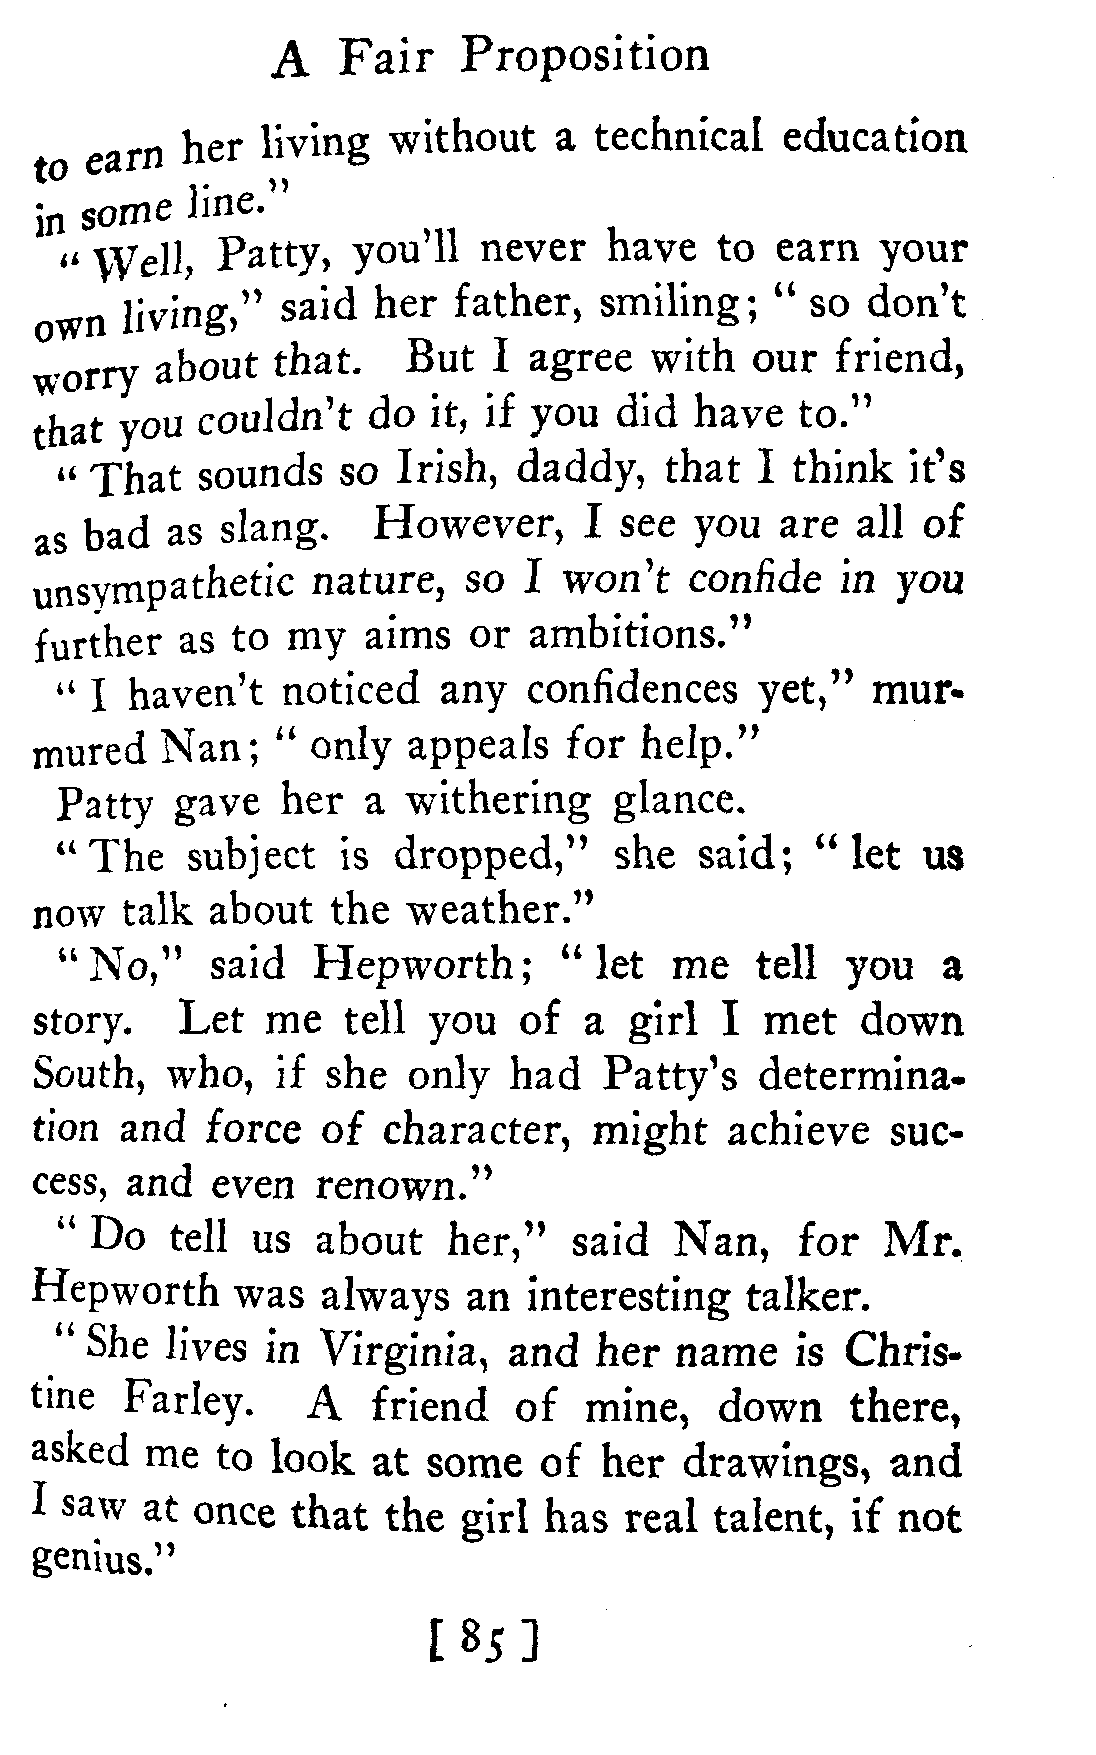 A Fair Proposition
to earn her living without a technical education
in some line."
"Well, Patty, you'll never have to earn your
own living," said her father, smiling; "so don't
worry about that. But I agree with our friend,
that you couldn't do it, if you did have to."
"That sounds so Irish, daddy, that I think it's
as bad as slang. However, I see you are all of
unsympathetic nature, so I won't confide in you
further as to my aims or ambitions."
"I haven't noticed any confidences yet," mur-
mured Nan; "only appeals for help."
Patty gave her a withering glance.
"The subject is dropped," she said; "let us
now talk about the weather."
"No," said Hepworth; "let me tell you a
story. Let me tell you of a girl I met down
South, who, if she only had Patty's determina-
tion and force of character, might achieve suc-
cess, and even renown."
"Do tell us about her," said Nan, for Mr.
Hepworth was always an interesting talker.
"She lives in Virginia, and her name is Chris-
tine Farley. A friend of mine, down there,
asked me to look at some of her drawings, and
I saw at once that the girl has real talent, if not
genius."
[ 85 ]